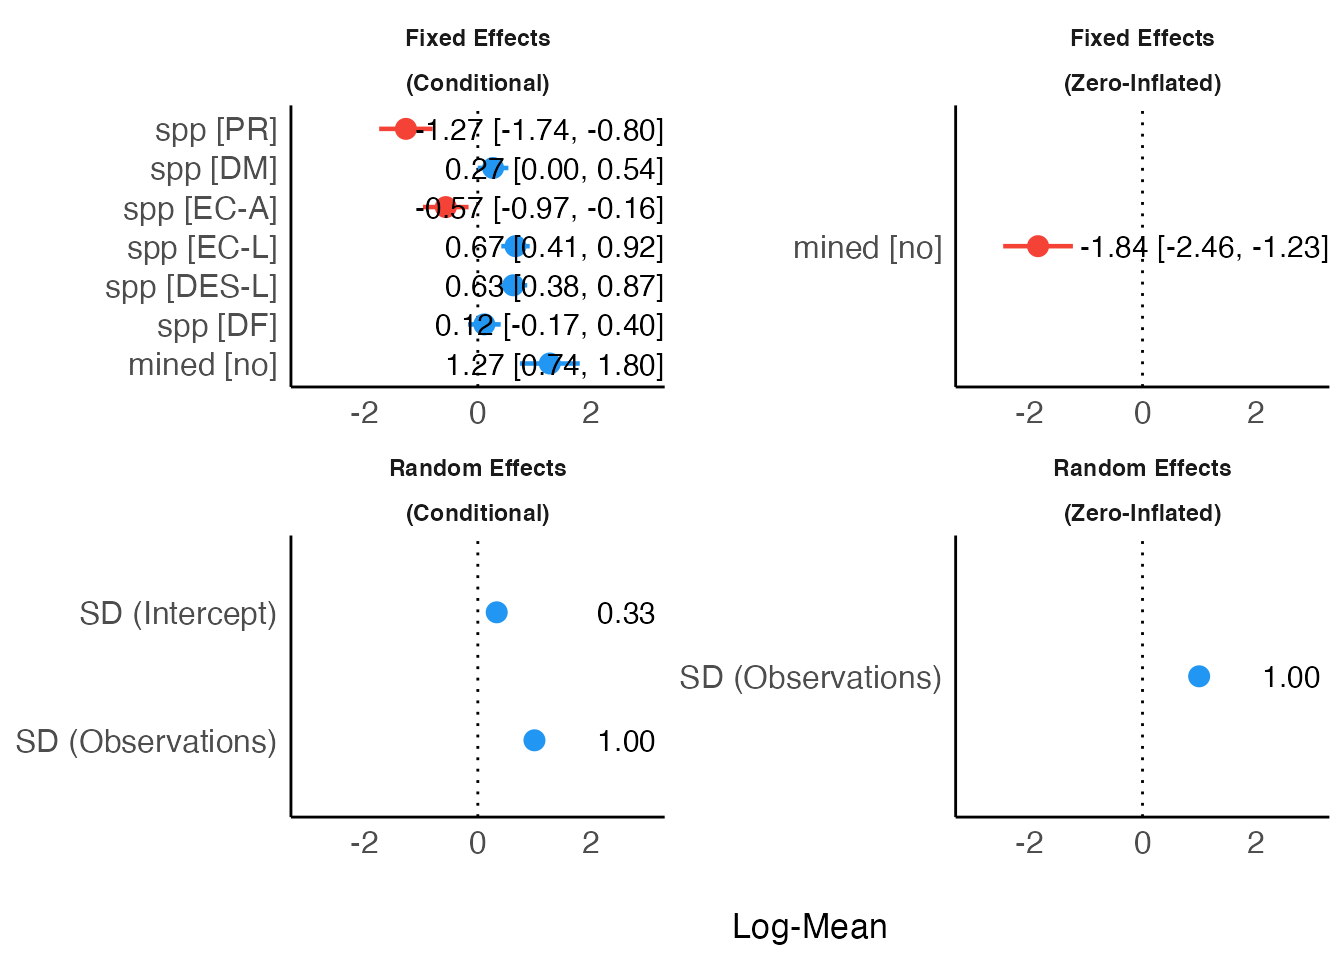 Fixed Effects
(Conditional)
spp [PR] -1.27 [-1.74, -0.80]
spp [DM] 0.27 [0.00, 0.54]
spp [EC-A] -0.57 [-0.97, -0.16]
spp [EC-L] 0.67 [0.41, 0.92]
spp [DES-L] 0.63 [0.38, 0.87]
spp [DF] 0.12 [-0.17, 0.40]
mined [no] 1.27 [0.74, 1.80]
-2 0 2
Fixed Effects
(Zero-Inflated)
mined [no] -1.84 [-2.46, -1.23]
-2 0 2
Random Effects
(Conditional)
SD (Intercept) 0.33
SD (Observations) 1.00
-2 0 2
Random Effects
(Zero-Inflated)
SD (Observations) 1.00
-2 0 2
Log-Mean